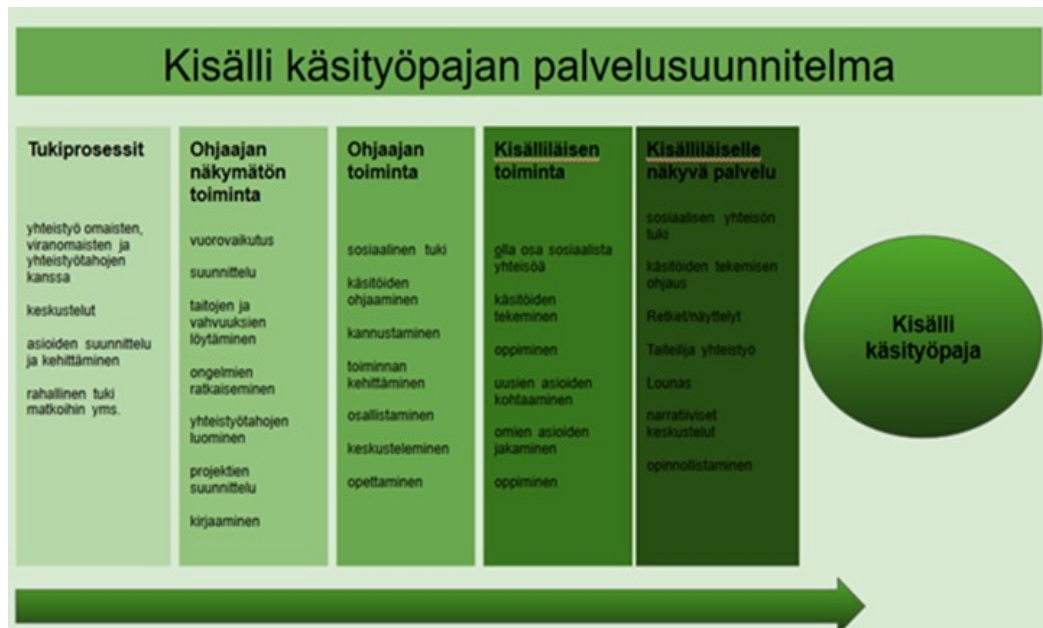 Kisälli käsityöpajan palvelusuunnitelma
Tukiprosessit
yhteistyö omaisten,
viranomaisten ja
yhteistyötahojen
kanssa
keskustelut
asioiden suunnittelu
ja kehittäminen
rahallinen tuki
matkoihin yms.
Ohjaajan
näkymätön
toiminta
vuorovaikutus
suunnittelu
taitojen ja
vahvuuksien
löytäminen
ongelmien
ratkaiseminen
yhteistyötahojen
luominen
projektien
suunnittelu
kirjaaminen
Ohjaajan
toiminta
sosiaalinen tuki
käsitöiden
ohjaaminen
kannustaminen
toiminnan
kehittäminen
osallistaminen
keskusteleminen
opettaminen
Kisälliläisen
toiminta
olla osa sosiaalista
yhteisöä
käsitöiden
tekeminen
oppiminen
uusien asioiden
kohtaaminen
omien asioiden
jakaminen
oppiminen
Kisälliläiselle
näkyvä palvelu
sosiaalisen yhteisön
tuki
käsitöiden tekemisen
ohjaus
Retket/näyttelyt
Taiteilija yhteistyö
Lounas
narratiiviset
keskustelut
opinnollistaminen
Kisälli
käsityöpaja